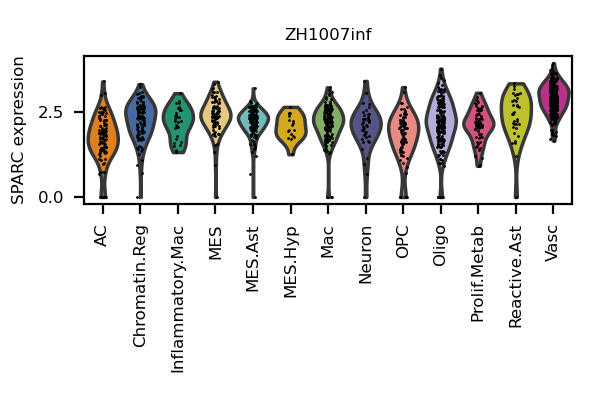 ZH1007inf
SPARC expression
2.5
0.0
AC
Chromatin.Reg
Inflammatory.Mac
MES
MES.Ast
MES.Hyp
Mac
Neuron
OPC
Oligo
Prolif.Metab
Reactive.Ast
Vasc